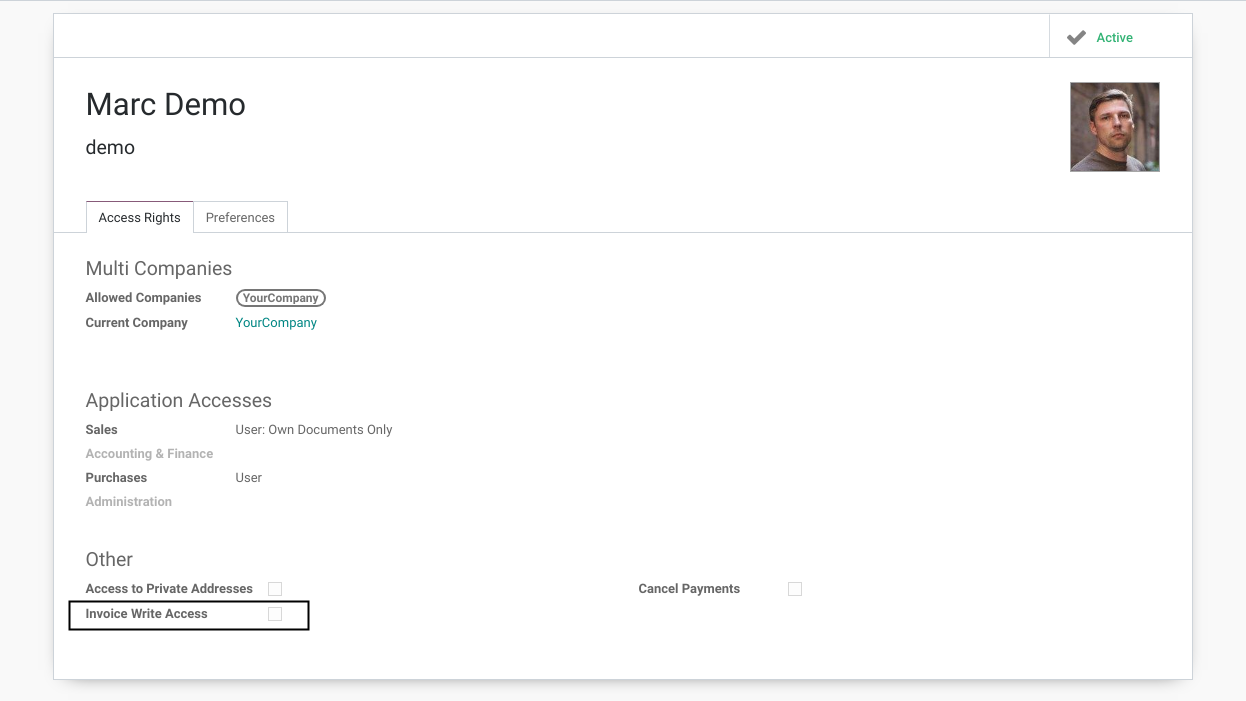 Active
Marc Demo
demo
Access Rights Preferences
Multi Companies
Allowed Companies YourCompany
Current Company YourCompany
Application Accesses
Sales User: Own Documents Only
Accounting & Finance
Purchases User
Administration
Other
Access to Private Addresses Cancel Payments
Invoice Write Access